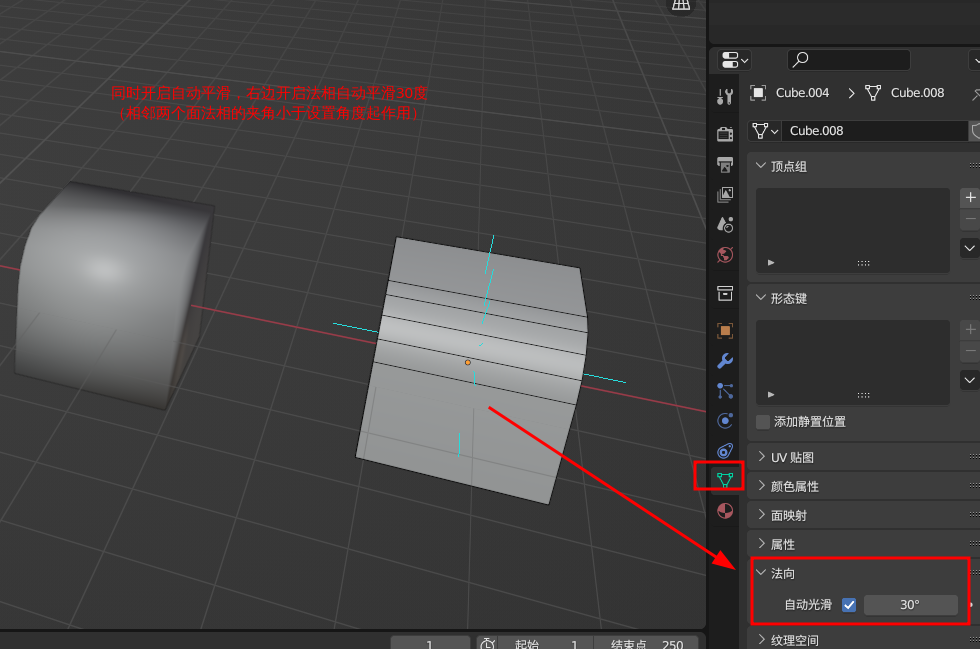 同时开启自动平滑，右边开启法相自动平滑30度
（相邻两个面法相的夹角小于设置角度起作用）
Cube.004
Cube.008
Cube.008
顶点组
形态键
添加静置位置
UV 贴图
颜色属性
面映射
属性
法向
自动光滑
30°
纹理空间
1
起始
1
结束点
250